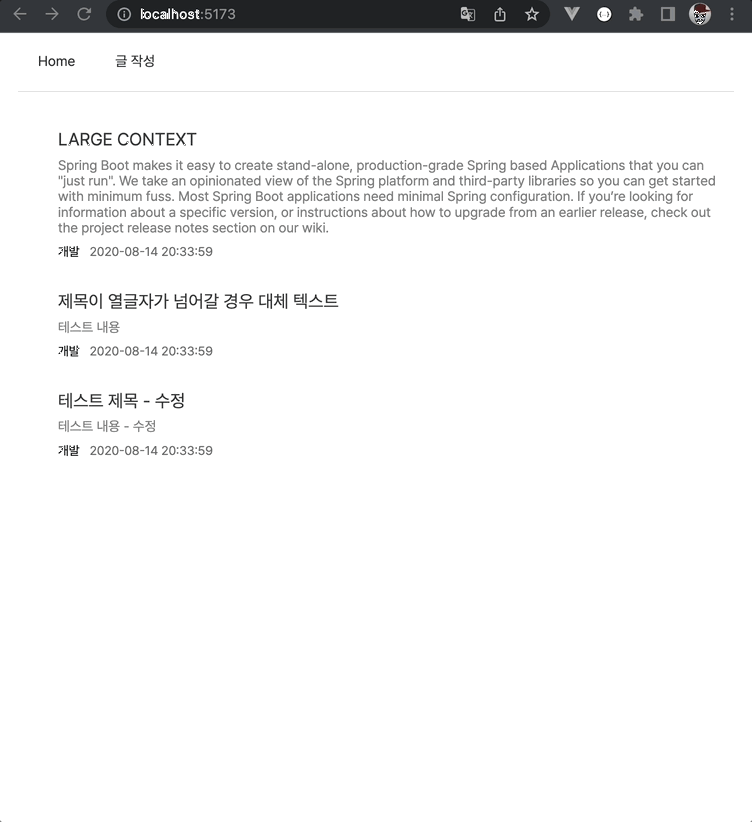 localhost:5173
Home 글 작성
LARGE CONTEXT
Spring Boot makes it easy to create stand-alone, production-grade Spring based Applications that you can
"just run". We take an opinionated view of the Spring platform and third-party libraries so you can get started
with minimum fuss. Most Spring Boot applications need minimal Spring configuration. If you’re looking for
information about a specific version, or instructions about how to upgrade from an earlier release, check out
the project release notes section on our wiki.
개발 2020-08-14 20:33:59
제목이 열글자가 넘어갈 경우 대체 텍스트
테스트 내용
개발 2020-08-14 20:33:59
테스트 제목 - 수정
테스트 내용 - 수정
개발 2020-08-14 20:33:59